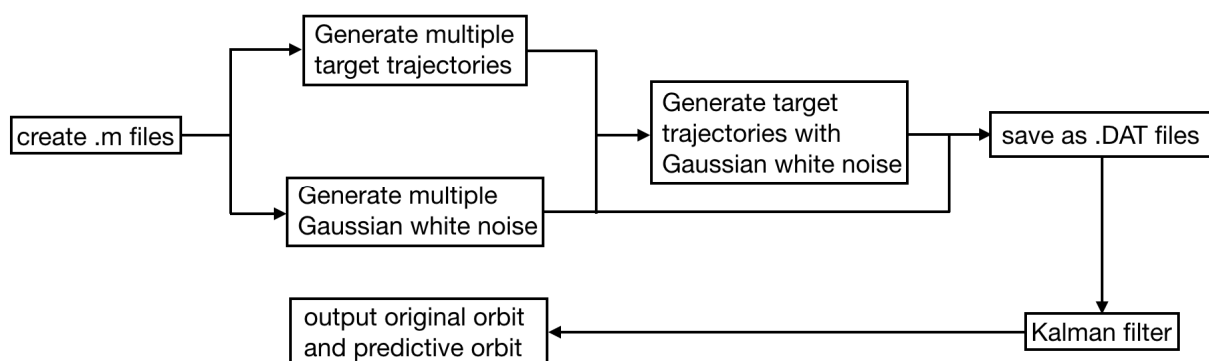 Generate multiple
target trajectories
create .m files
Generate target
trajectories with
Gaussian white noise
save as .DAT files
Generate multiple
Gaussian white noise
Kalman filter
output original orbit
and predictive orbit